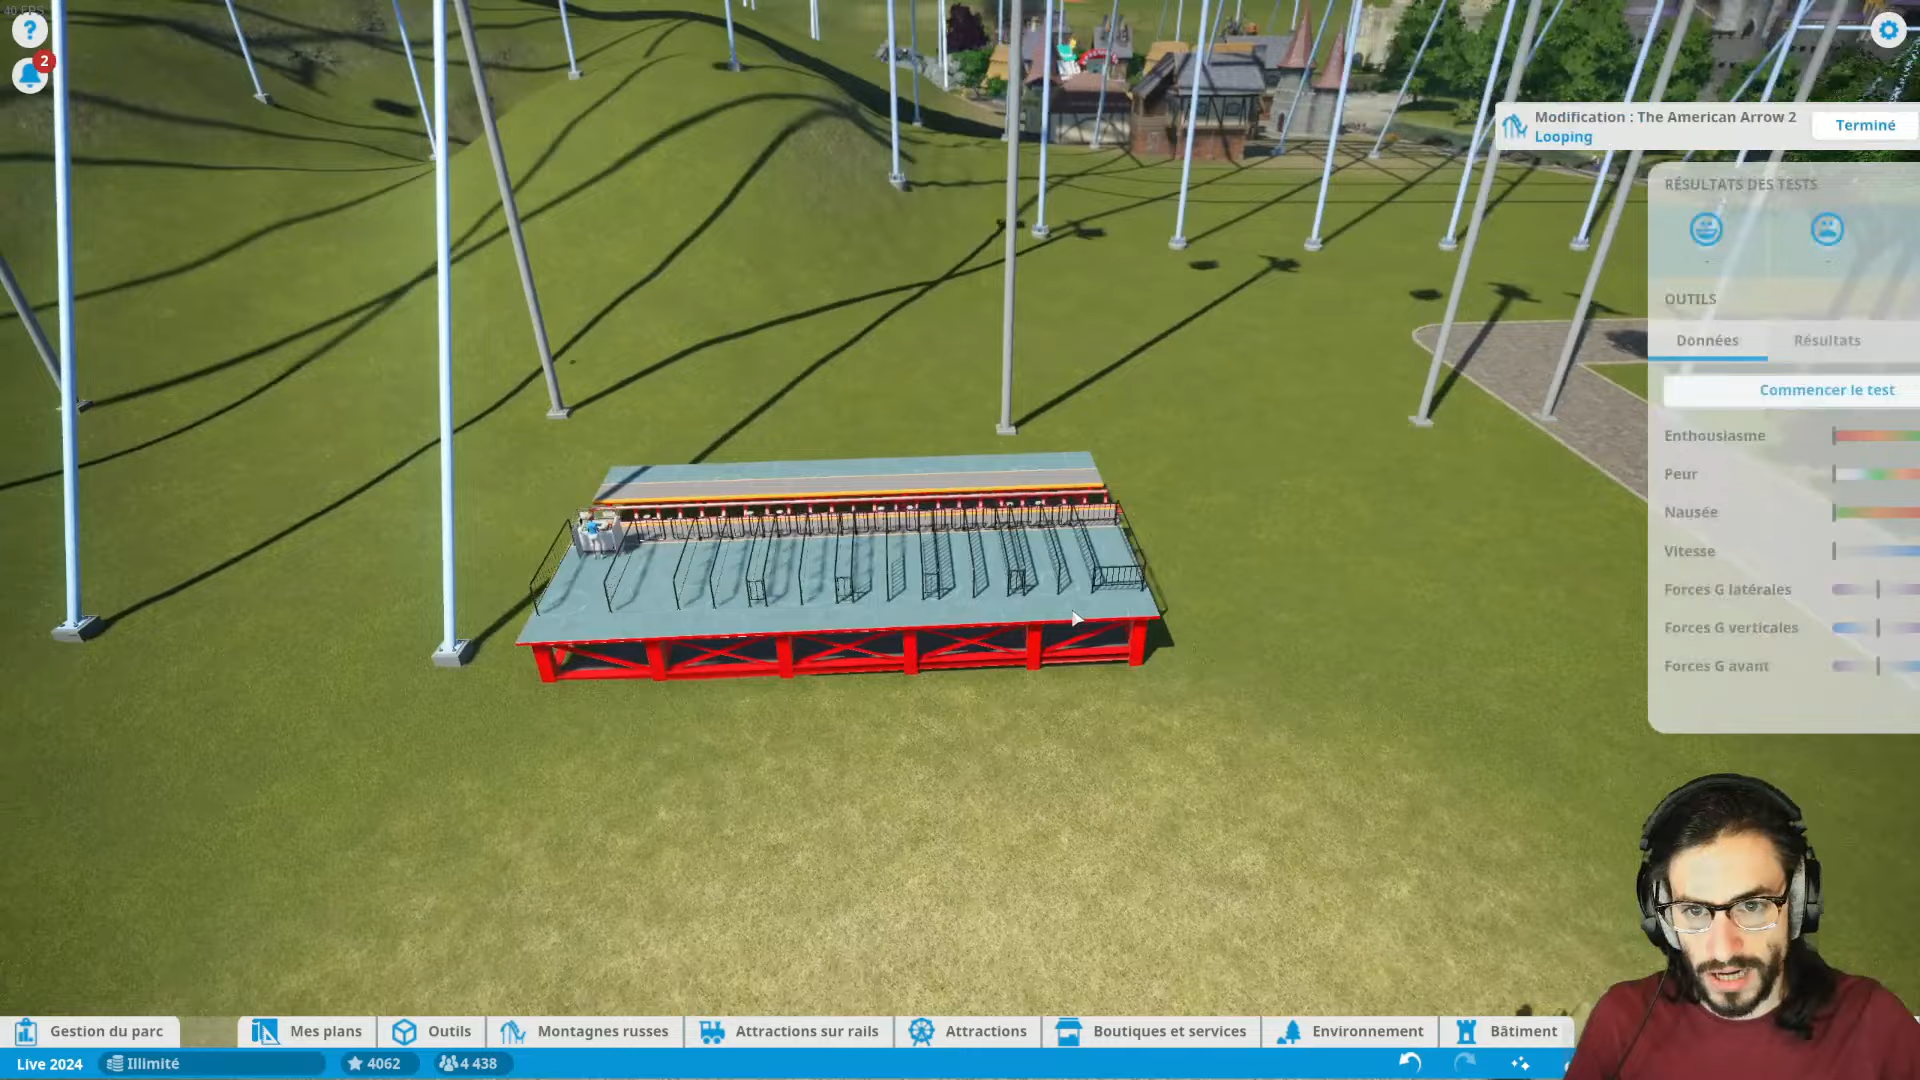 40 FPS
?
2
Modification : The American Arrow 2
Looping
Terminé
RÉSULTATS DES TESTS
-
-
OUTILS
Données
Résultats
Commencer le test
Enthousiasme
Peur
Nausée
Vitesse
Forces G latérales
Forces G verticales
Forces G avant
Gestion du parc
Mes plans
Outils
Montagnes russes
Attractions sur rails
Attractions
Boutiques et services
Environnement
Bâtiment
Live 2024
Illimité
4062
4 438